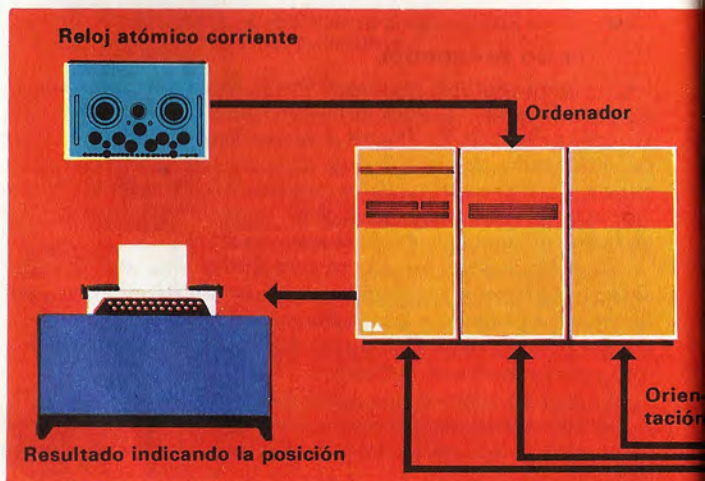 Reloj atómico corriente
Ordenador
Orien-
tación
Resultado indicando la posición